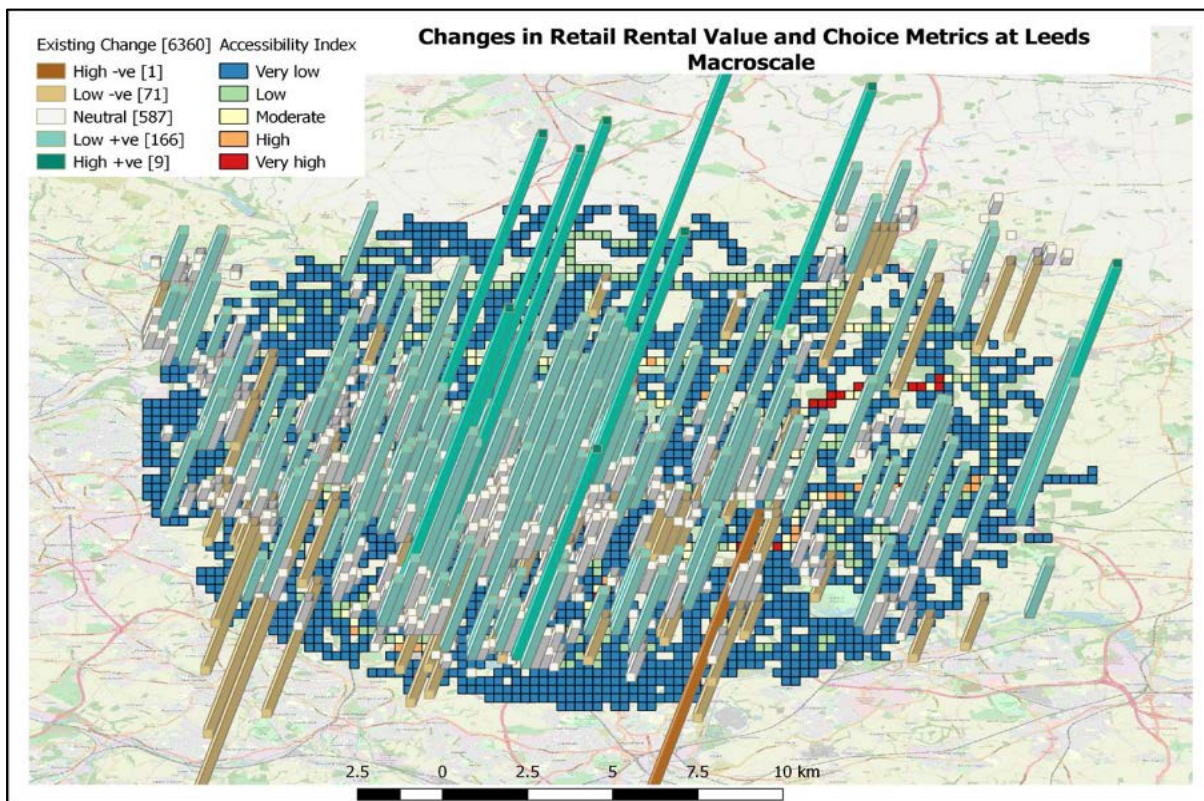 Changes in Retail Rental Value and Choice Metrics at Leeds
Macroscale
Existing Change [6360]
High -ve [1]
Low -ve [71]
Neutral [587]
Low +ve [166]
High +ve [9]
Accessibility Index
Very low
Low
Moderate
High
Very high
2.5 0 2.5 5 7.5 10 km